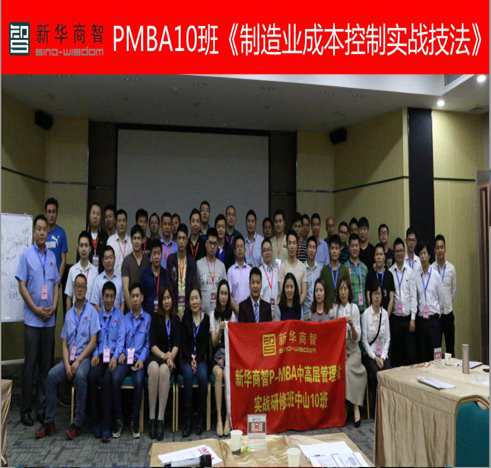 新华商智
sino-wisdom
PMBA10班《制造业成本控制实战技法》
新华商智
sino-wisdom
新华商智P-MBA中高层管理
实战研修班中山10班